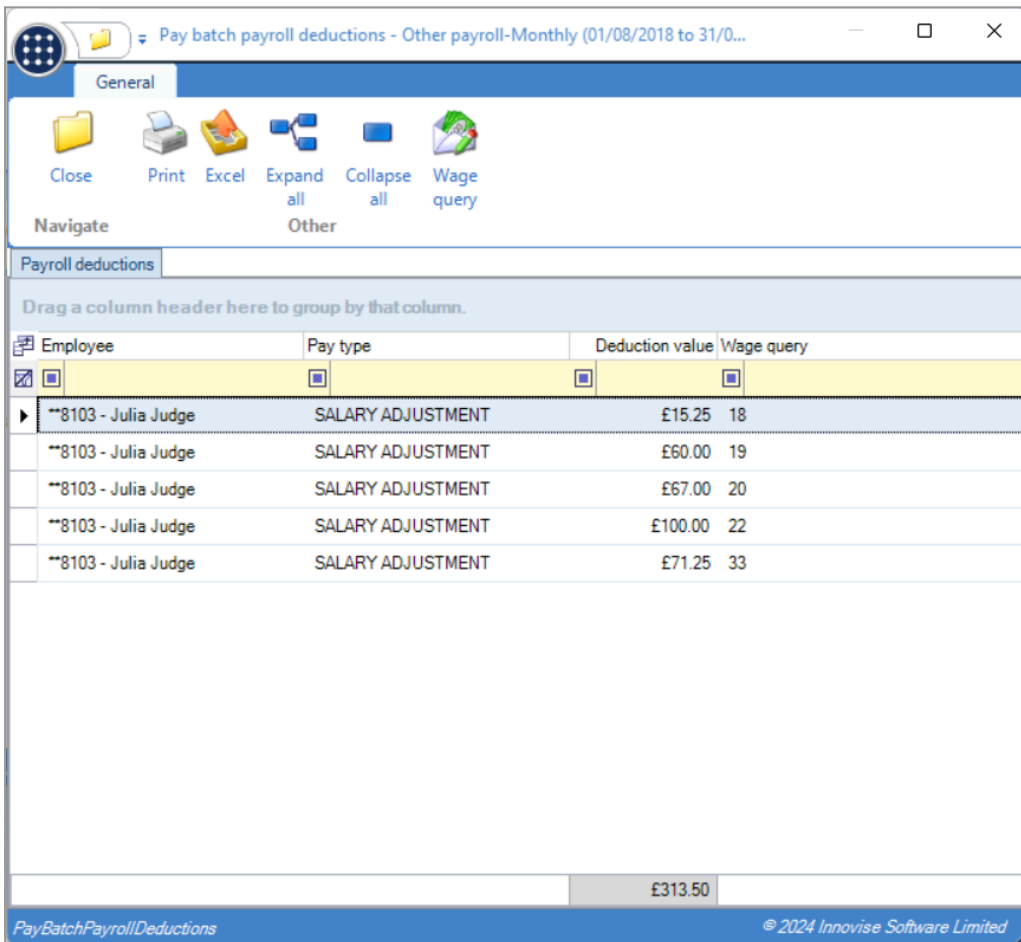 Pay batch payroll deductions - Other payroll-Monthly (01/08/2018 to 31/0...
General
Close Print Excel Expand all Collapse all Wage query
Navigate Other
Payroll deductions
Drag a column header here to group by that column.
Employee Pay type Deduction value Wage query
**8103 - Julia Judge SALARY ADJUSTMENT £15.25 18
**8103 - Julia Judge SALARY ADJUSTMENT £60.00 19
**8103 - Julia Judge SALARY ADJUSTMENT £67.00 20
**8103 - Julia Judge SALARY ADJUSTMENT £100.00 22
**8103 - Julia Judge SALARY ADJUSTMENT £71.25 33
£313.50
PayBatchPayrollDeductions © 2024 Innovise Software Limited